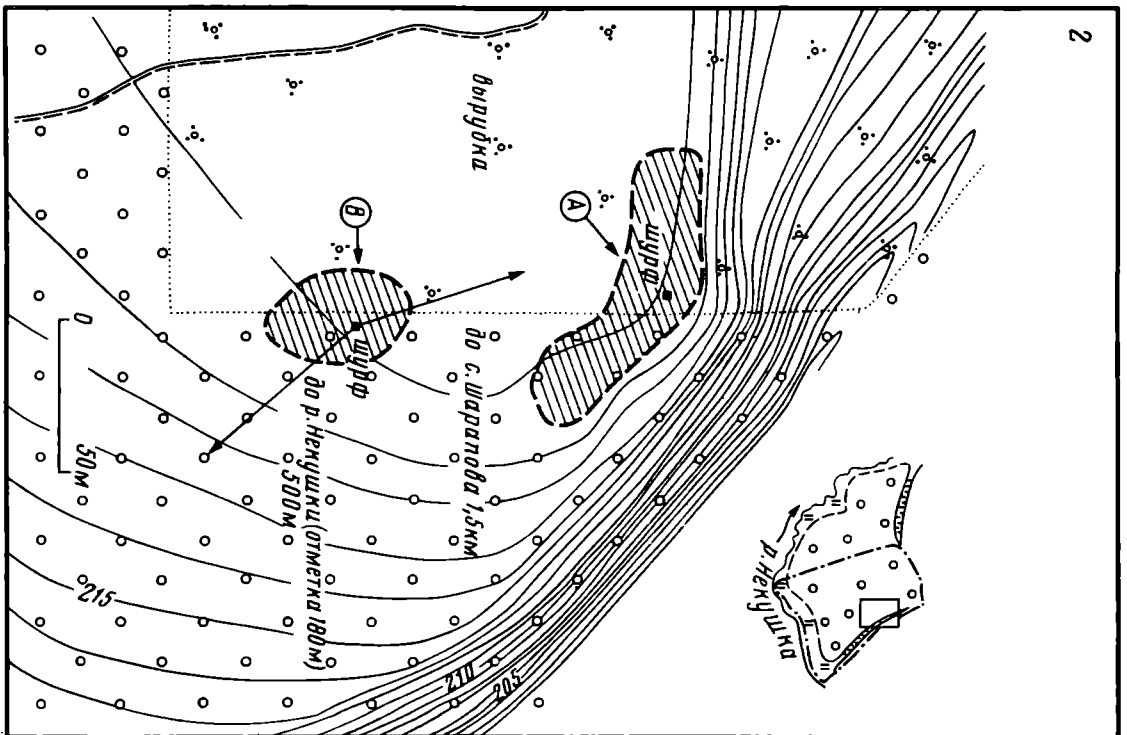 2
р. Некушка
шурф
А
205
210
вырубка
до с. Шарапова 1,5км
шурф
В
до р. Некушки (отметка 180м)
500м
215
0 50м